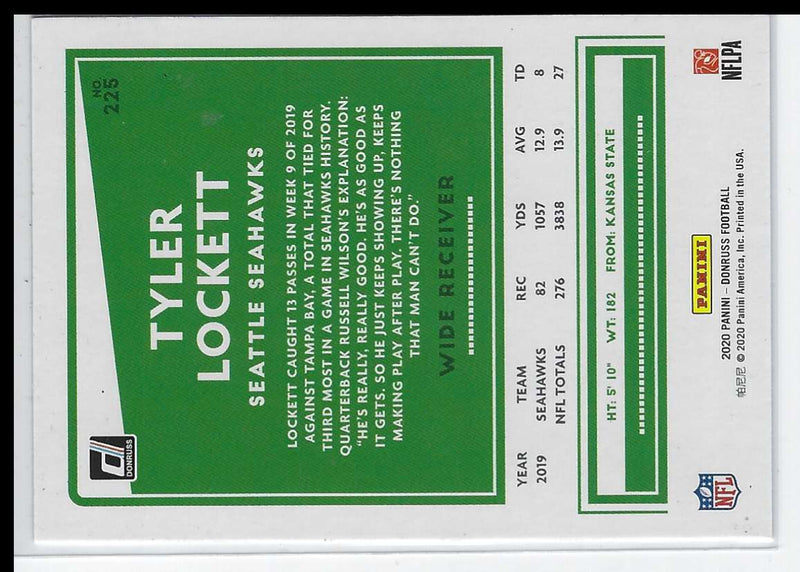 NO.
225
DONRUSS
TYLER
LOCKETT
SEATTLE SEAHAWKS
LOCKETT CAUGHT 13 PASSES IN WEEK 9 OF 2019
AGAINST TAMPA BAY, A TOTAL THAT TIED FOR
THIRD MOST IN A GAME IN SEAHAWKS HISTORY.
QUARTERBACK RUSSELL WILSON'S EXPLANATION:
"HE'S REALLY, REALLY GOOD. HE'S AS GOOD AS
IT GETS. SO HE JUST KEEPS SHOWING UP, KEEPS
MAKING PLAY AFTER PLAY. THERE'S NOTHING
THAT MAN CAN'T DO."
WIDE RECEIVER
YEAR TEAM REC YDS AVG TD
2019 SEAHAWKS 82 1057 12.9 8
NFL TOTALS 276 3838 13.9 27
HT: 5' 10" WT: 182 FROM: KANSAS STATE
NFL
PANINI
NFLPA
2020 PANINI – DONRUSS FOOTBALL
帕尼尼 © 2020 Panini America, Inc. Printed in the USA.